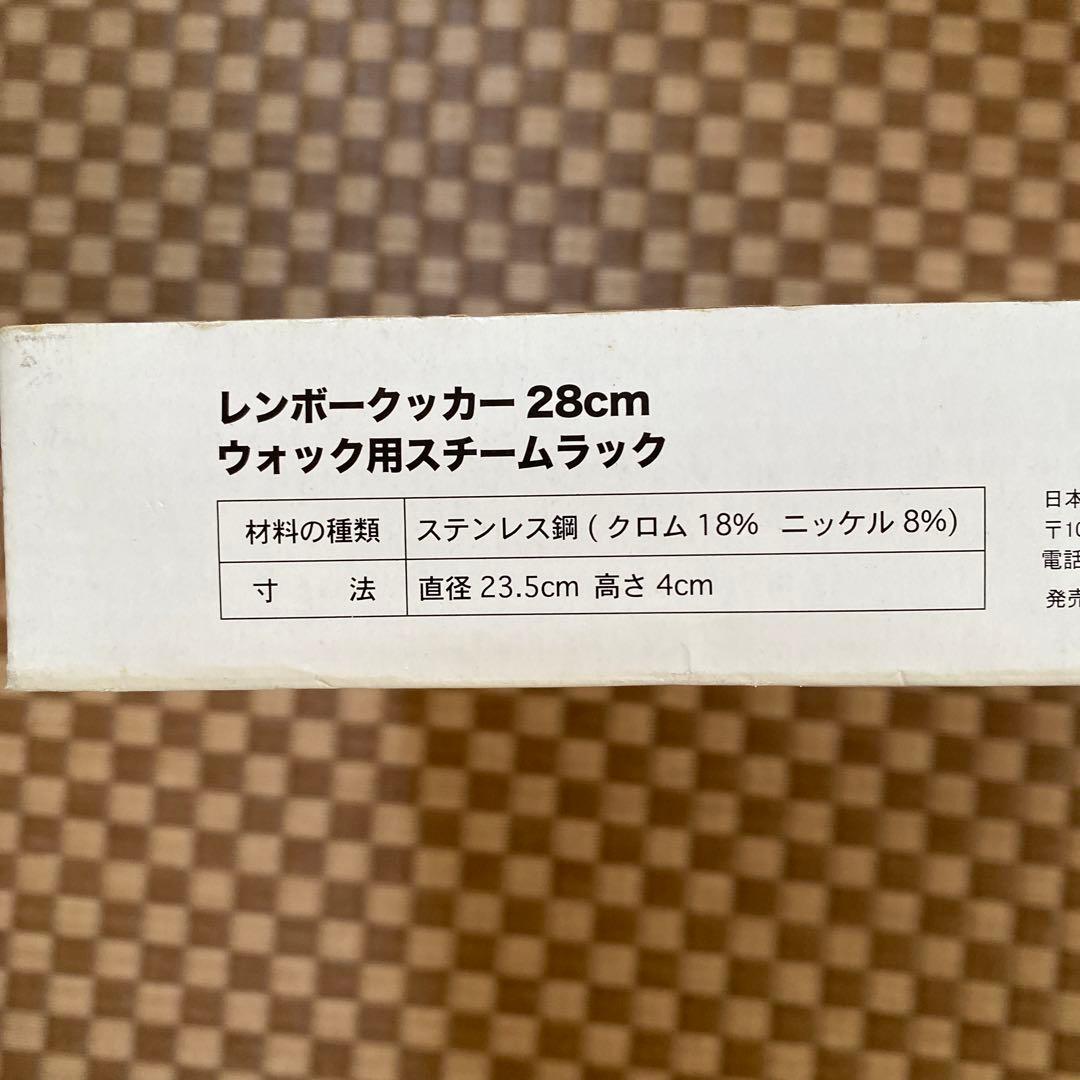 レンボークッカー 28cm
ウォック用スチームラック
材料の種類 ステンレス鋼 ( クロム 18% ニッケル 8%)
寸 法 直径 23.5cm 高さ 4cm
日本
〒10
電話
発売